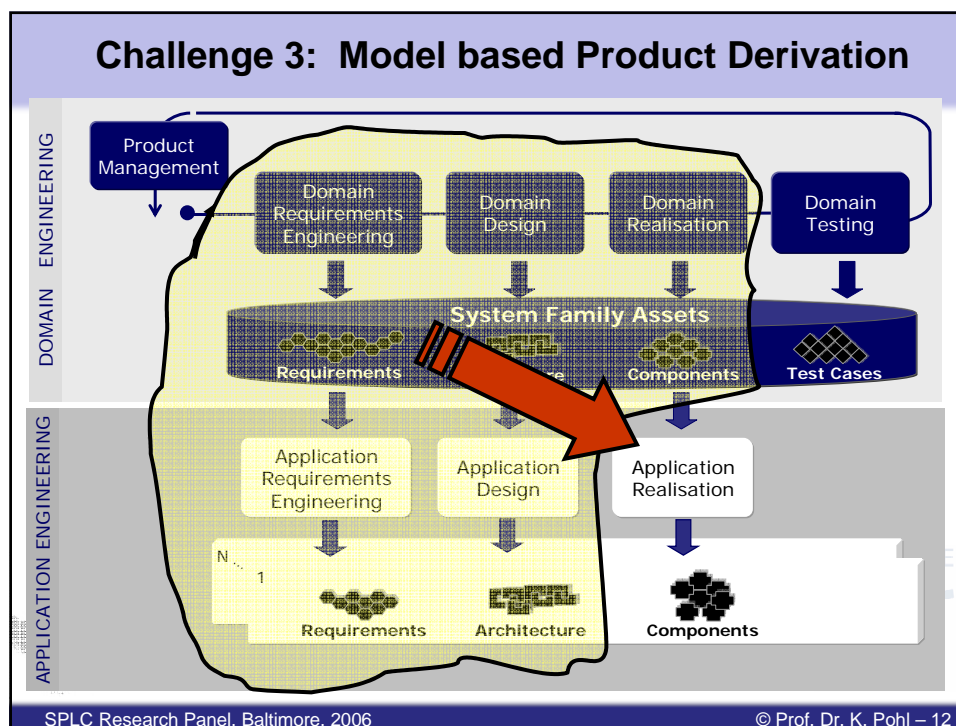 Challenge 3: Model based Product Derivation
DOMAIN ENGINEERING
Product
Management
Domain
Requirements
Engineering
Domain
Design
Domain
Realisation
Domain
Testing
System Family Assets
Requirements
Components
Test Cases
APPLICATION ENGINEERING
Application
Requirements
Engineering
Application
Design
Application
Realisation
N
...
1
Requirements
Architecture
Components
SPLC Research Panel, Baltimore, 2006
© Prof. Dr. K. Pohl – 12